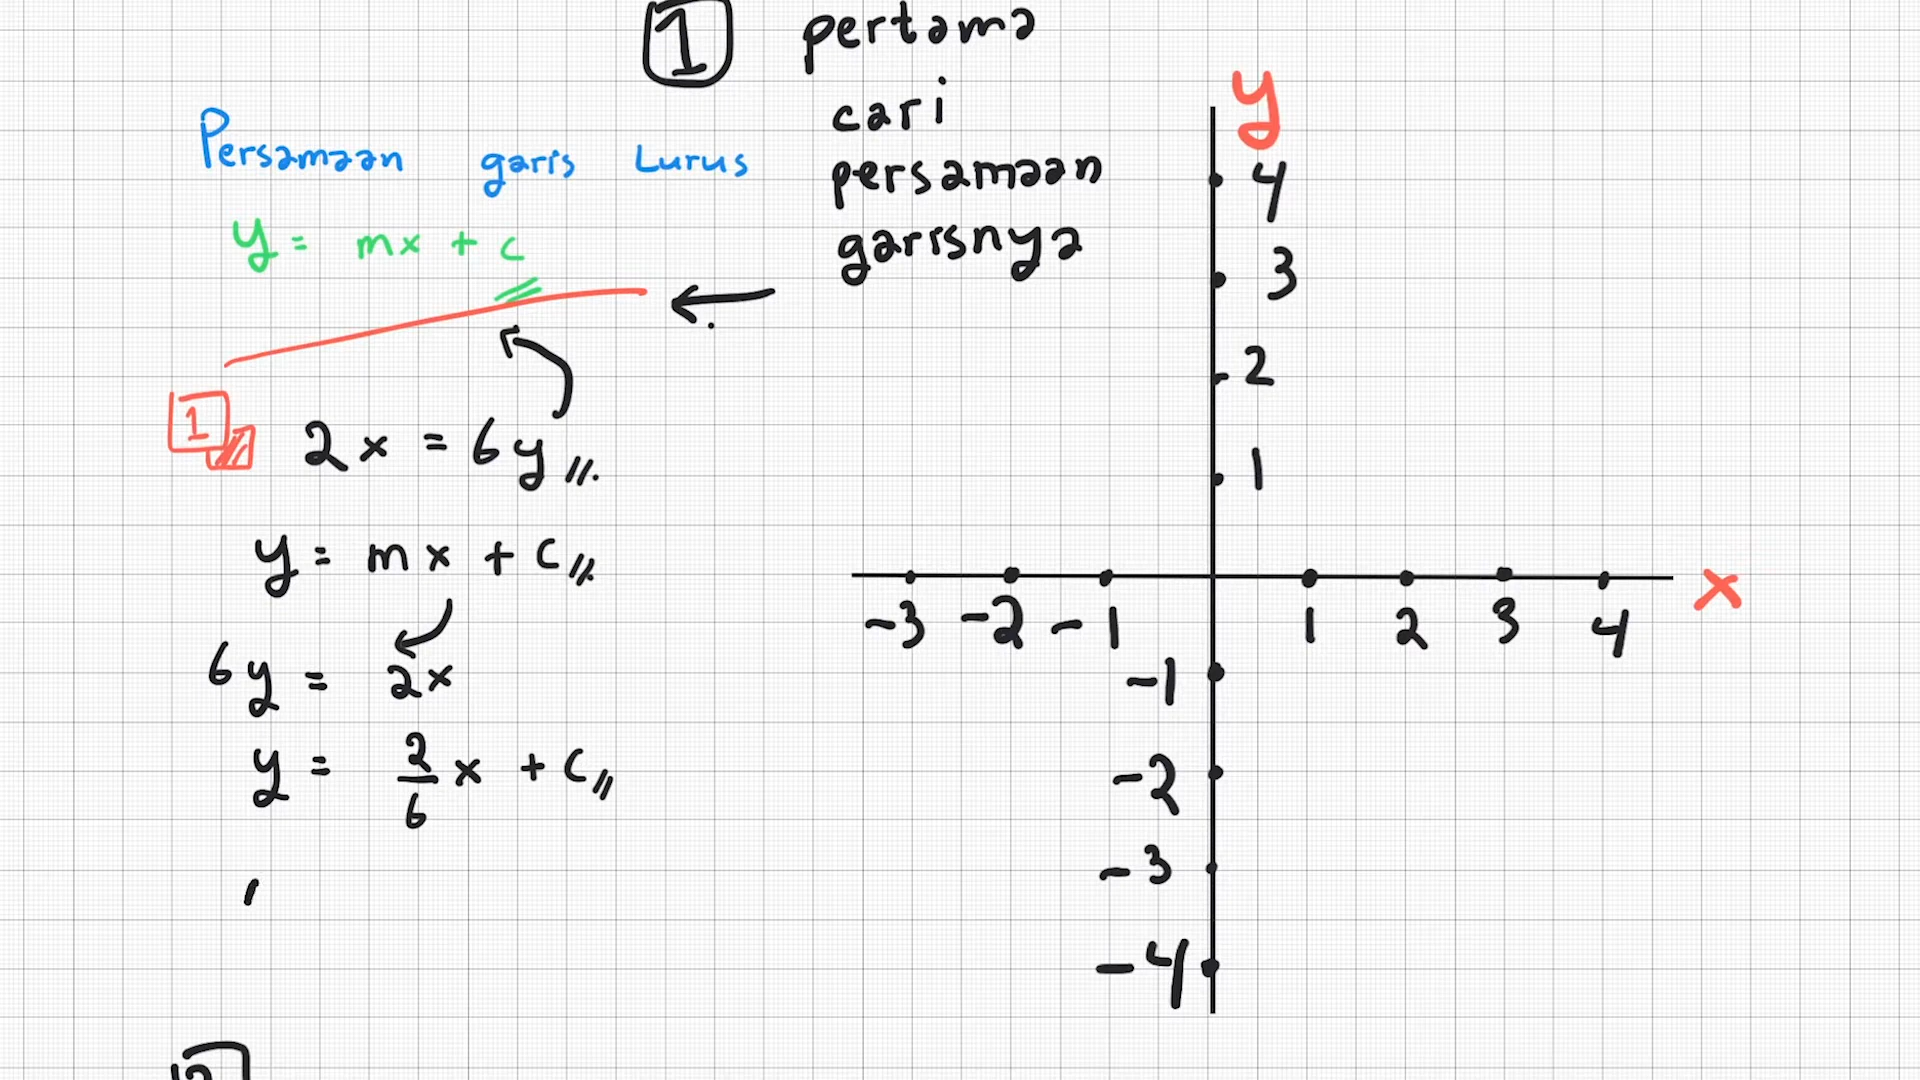 1 pertama
cari
persamaan
garisnya
Persamaan garis Lurus
y = mx + c
1 2x = 6y
y = mx + c
6y = 2x
y = 2/6 x + c
y
4
3
2
1
-3 -2 -1 1 2 3 4 x
-1
-2
-3
-4